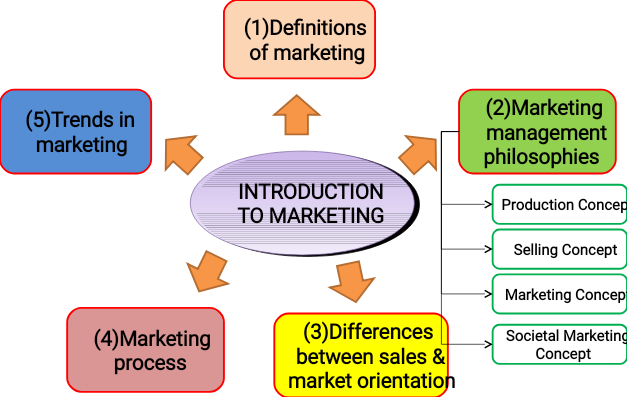 (1)Definitions
of marketing
(5)Trends in
marketing
(2)Marketing
management
philosophies
INTRODUCTION
TO MARKETING
Production Concep
Selling Concept
Marketing Concep
Societal Marketing
Concept
(4)Marketing
process
(3)Differences
between sales &
market orientation